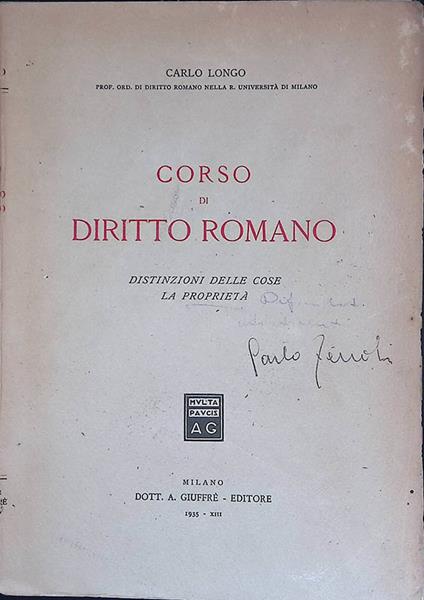 CARLO LONGO
PROF. ORD. DI DIRITTO ROMANO NELLA R. UNIVERSITÀ DI MILANO
CORSO
DI
DIRITTO ROMANO
DISTINZIONI DELLE COSE
LA PROPRIETÀ
MVLTA
PAVCIS
AG
MILANO
DOTT. A. GIUFFRÈ - EDITORE
1935 - XIII